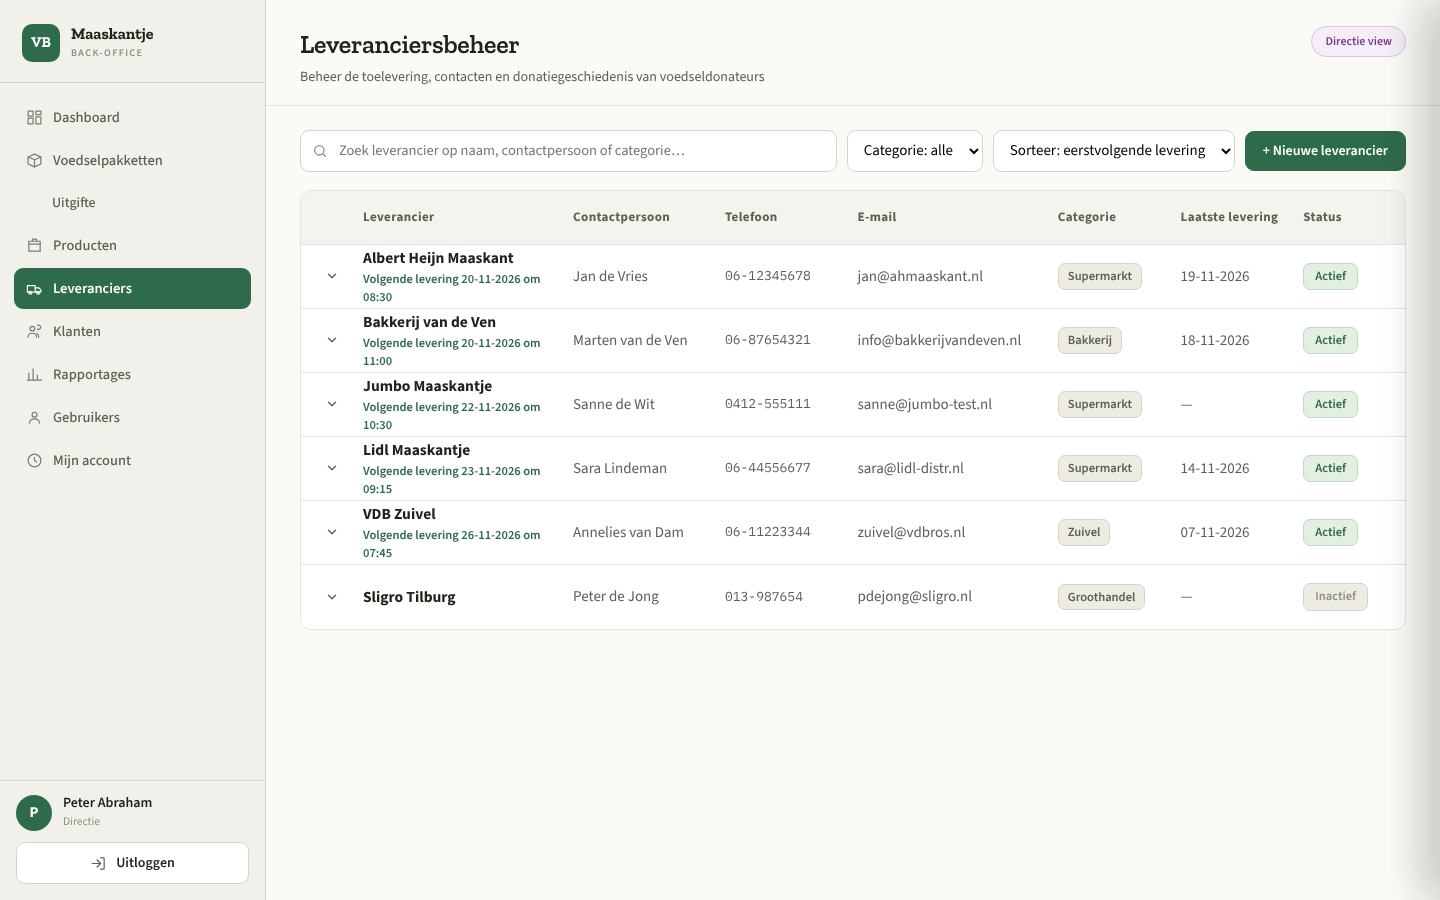 VB
Maaskantje
BACK-OFFICE
Dashboard
Voedselpakketten
Uitgifte
Producten
Leveranciers
Klanten
Rapportages
Gebruikers
Mijn account
P
Peter Abraham
Directie
Uitloggen
Leveranciersbeheer
Beheer de toelevering, contacten en donatiegeschiedenis van voedseldonateurs
Directie view
Zoek leverancier op naam, contactpersoon of categorie…
Categorie: alle
Sorteer: eerstvolgende levering
+ Nieuwe leverancier
Leverancier Contactpersoon Telefoon E-mail Categorie Laatste levering Status
Albert Heijn Maaskant
Volgende levering 20-11-2026 om
08:30
Jan de Vries 06-12345678 jan@ahmaaskant.nl Supermarkt 19-11-2026 Actief
Bakkerij van de Ven
Volgende levering 20-11-2026 om
11:00
Marten van de Ven 06-87654321 info@bakkerijvandeven.nl Bakkerij 18-11-2026 Actief
Jumbo Maaskantje
Volgende levering 22-11-2026 om
10:30
Sanne de Wit 0412-555111 sanne@jumbo-test.nl Supermarkt — Actief
Lidl Maaskantje
Volgende levering 23-11-2026 om
09:15
Sara Lindeman 06-44556677 sara@lidl-distr.nl Supermarkt 14-11-2026 Actief
VDB Zuivel
Volgende levering 26-11-2026 om
07:45
Annelies van Dam 06-11223344 zuivel@vdbros.nl Zuivel 07-11-2026 Actief
Sligro Tilburg Peter de Jong 013-987654 pdejong@sligro.nl Groothandel — Inactief